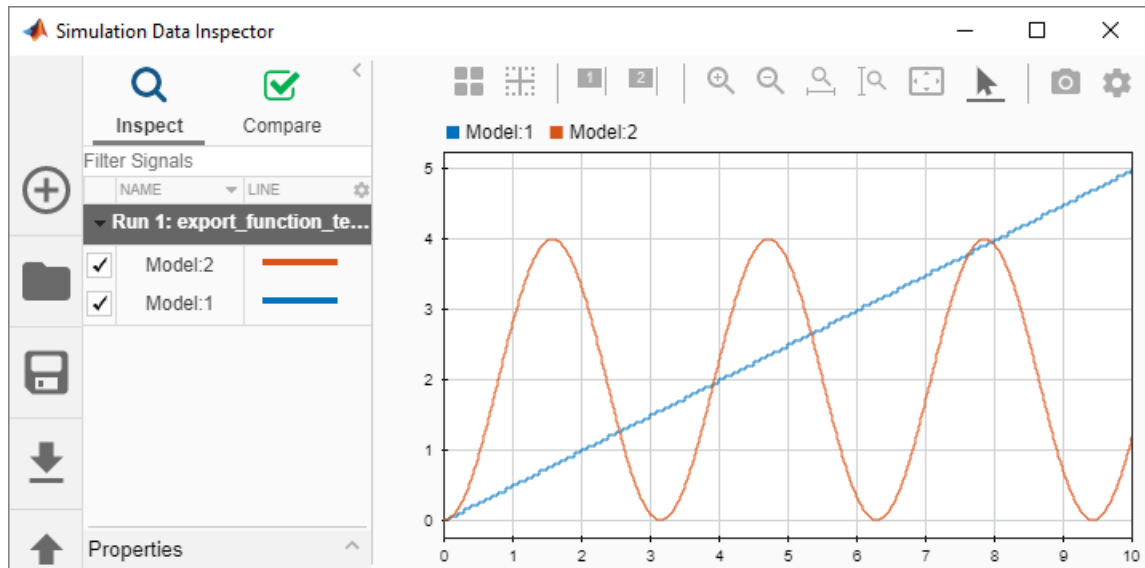 Simulation Data Inspector
Inspect Compare
Filter Signals
NAME LINE
Run 1: export_function_te...
Model:2
Model:1
Properties
1 2
Model:1 Model:2
5
4
3
2
1
0
0 1 2 3 4 5 6 7 8 9 10